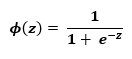 ϕ(z) = 1 / (1 + e^{-z})